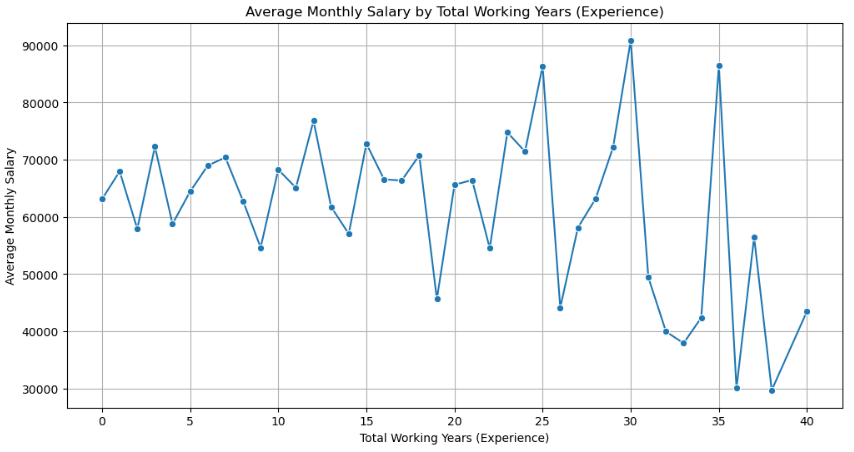 Average Monthly Salary by Total Working Years (Experience)
Average Monthly Salary
90000
80000
70000
60000
50000
40000
30000
0 5 10 15 20 25 30 35 40
Total Working Years (Experience)